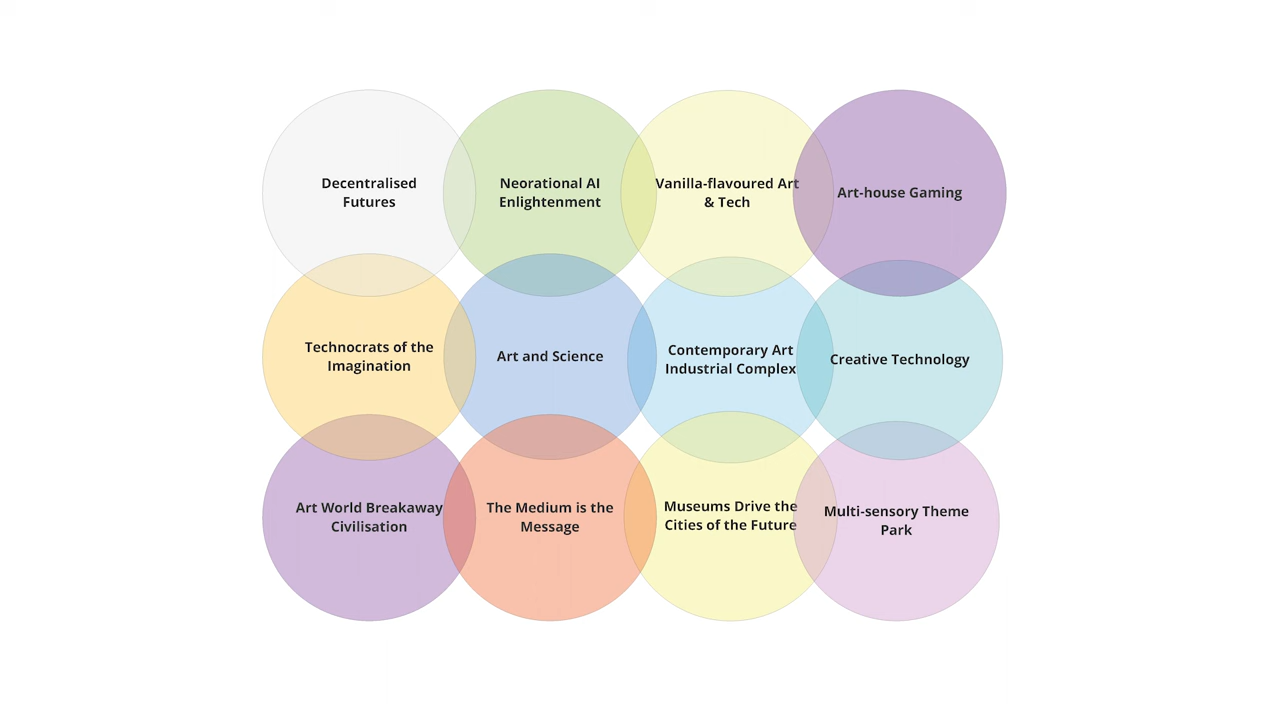 Decentralised
Futures
Neorational AI
Enlightenment
Vanilla-flavoured Art
& Tech
Art-house Gaming
Technocrats of the
Imagination
Art and Science
Contemporary Art
Industrial Complex
Creative Technology
Art World Breakaway
Civilisation
The Medium is the
Message
Museums Drive the
Cities of the Future
Multi-sensory Theme
Park